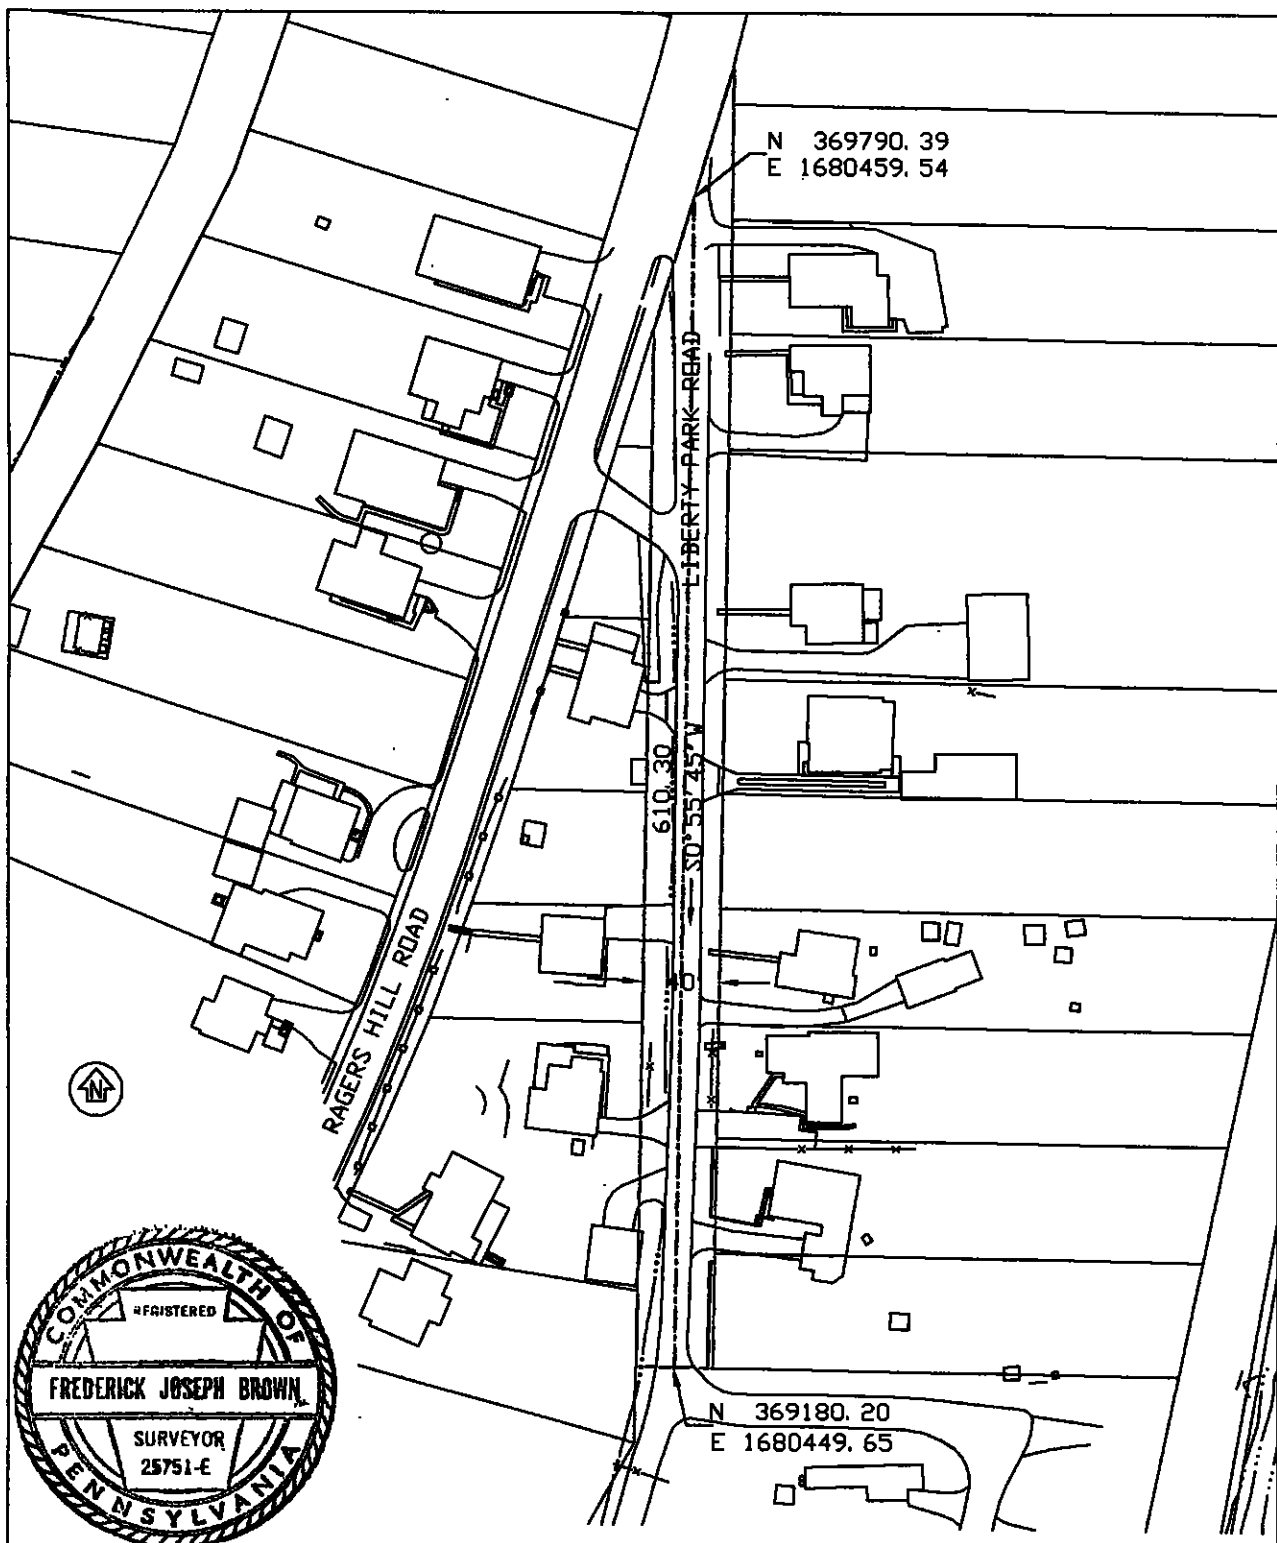 N 369790.39
E 1680459.54
LIBERTY PARK ROAD
610.30
S0°55'45"W
40
RAGERS HILL ROAD
N
COMMONWEALTH OF
REGISTERED
FREDERICK JOSEPH BROWN
SURVEYOR
25751-E
PENNSYLVANIA
N 369180.20
E 1680449.65